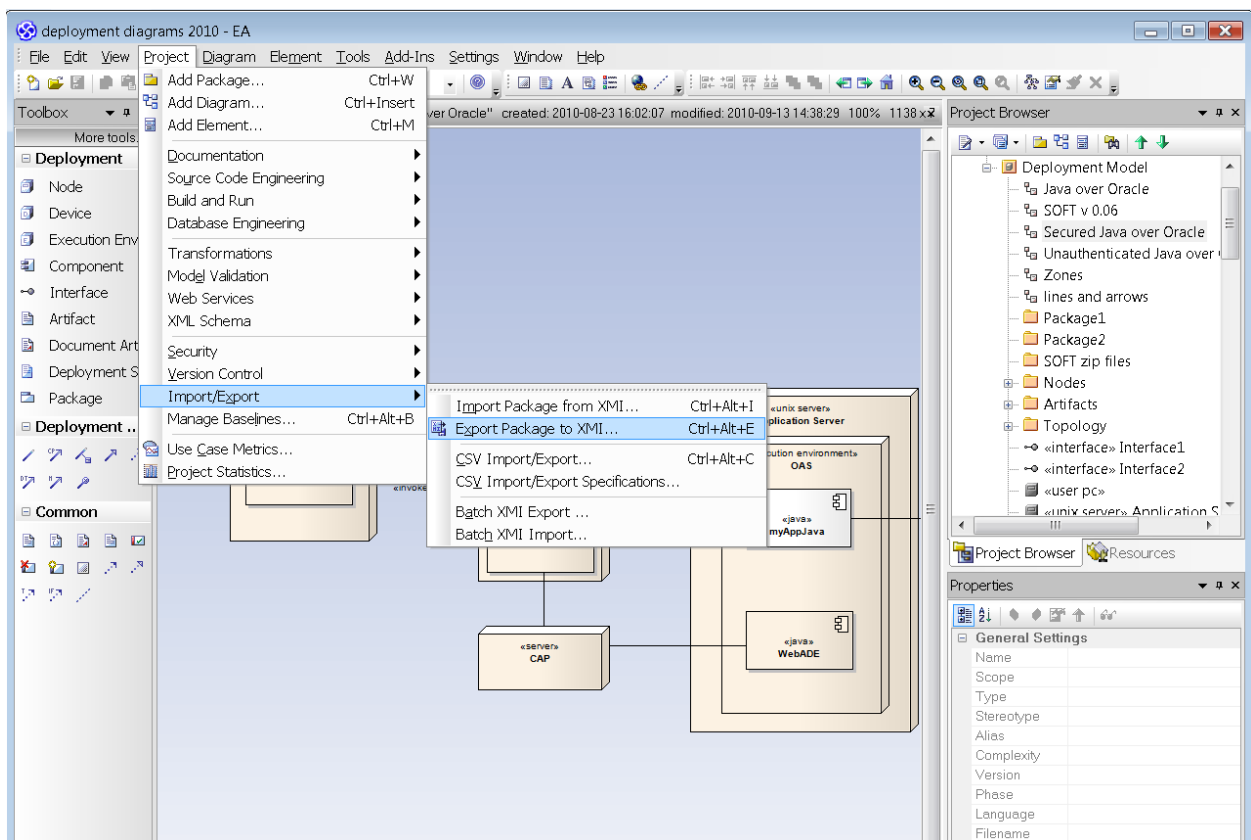 deployment diagrams 2010 - EA
File Edit View Project Diagram Element Tools Add-Ins Settings Window Help
Toolbox
More tools.
Deployment
Node
Device
Execution Env
Component
Interface
Artifact
Document Art
Deployment S
Package
Deployment ..
Common
Add Package... Ctrl+W
Add Diagram... Ctrl+Insert
Add Element... Ctrl+M
Documentation
Source Code Engineering
Build and Run
Database Engineering
Transformations
Model Validation
Web Services
XML Schema
Security
Version Control
Import/Export
Manage Baselines... Ctrl+Alt+B
Use Case Metrics...
Project Statistics...
Import Package from XMI... Ctrl+Alt+I
Export Package to XMI... Ctrl+Alt+E
CSV Import/Export... Ctrl+Alt+C
CSV Import/Export Specifications...
Batch XMI Export ...
Batch XMI Import...
ver Oracle" created: 2010-08-23 16:02:07 modified: 2010-09-13 14:38:29 100% 1138 x
«unix server»
plication Server
cution environment»
OAS
«java»
myAppJava
«invoke
«server»
CAP
«java»
WebADE
Project Browser
Deployment Model
Java over Oracle
SOFT v 0.06
Secured Java over Oracle
Unauthenticated Java over
Zones
lines and arrows
Package1
Package2
SOFT zip files
Nodes
Artifacts
Topology
«interface» Interface1
«interface» Interface2
«user pc»
«unix server» Application S
Project Browser Resources
Properties
General Settings
Name
Scope
Type
Stereotype
Alias
Complexity
Version
Phase
Language
Filename